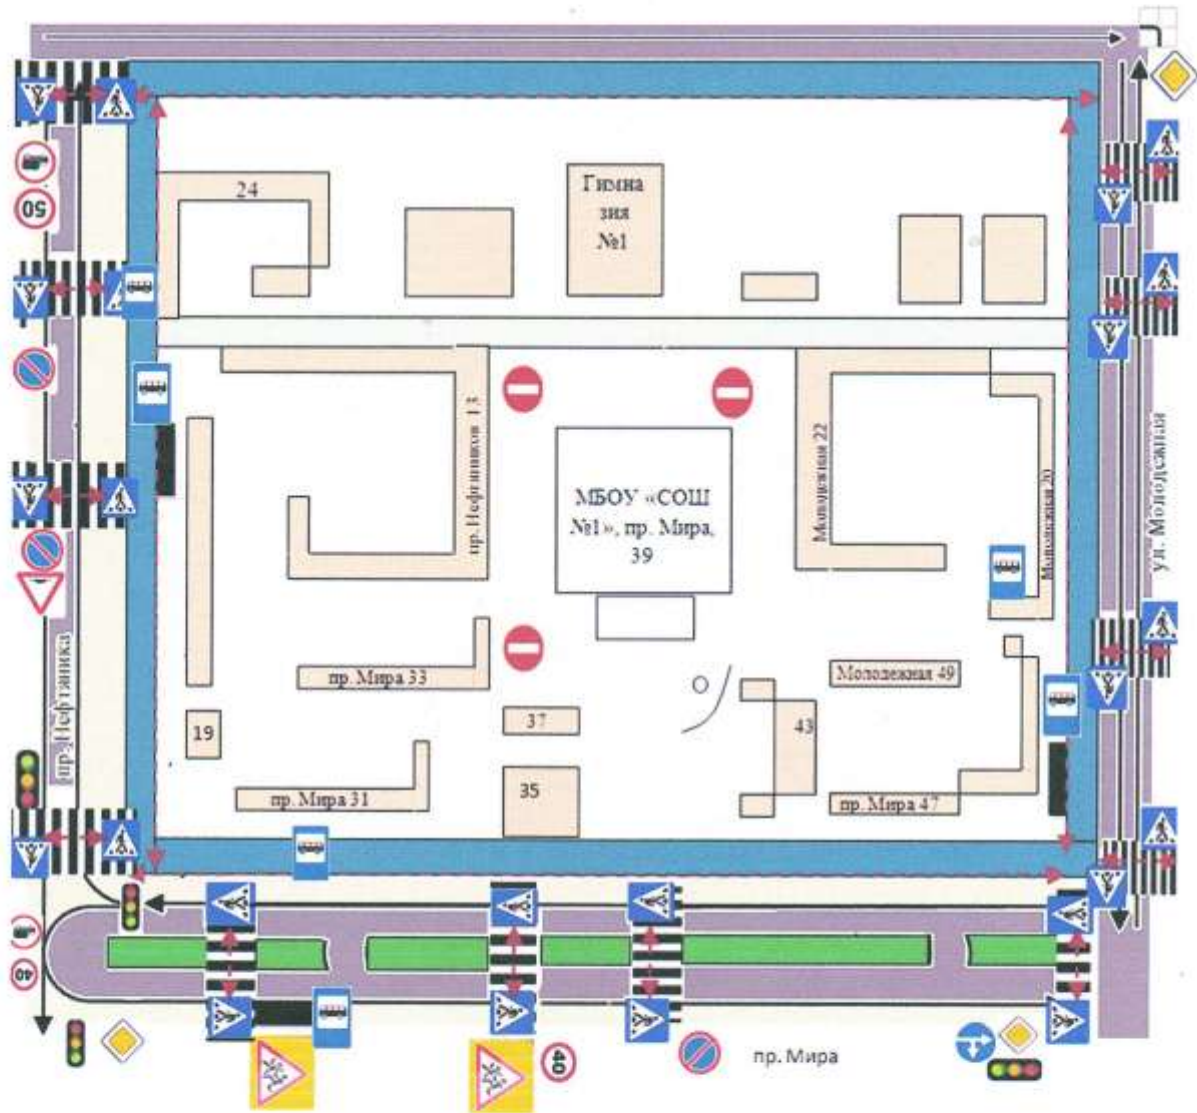 50
24
Гимна
зия
№1
пр. Нефтяников 13
Молодежная 22
Молодежная 20
МБОУ «СОШ
№1», пр. Мира,
39
ул. Молодежная
пр. Нефтяника
пр. Мира 33
Молодежная 49
19
37
43
35
пр. Мира 31
пр. Мира 47
40
40
пр. Мира